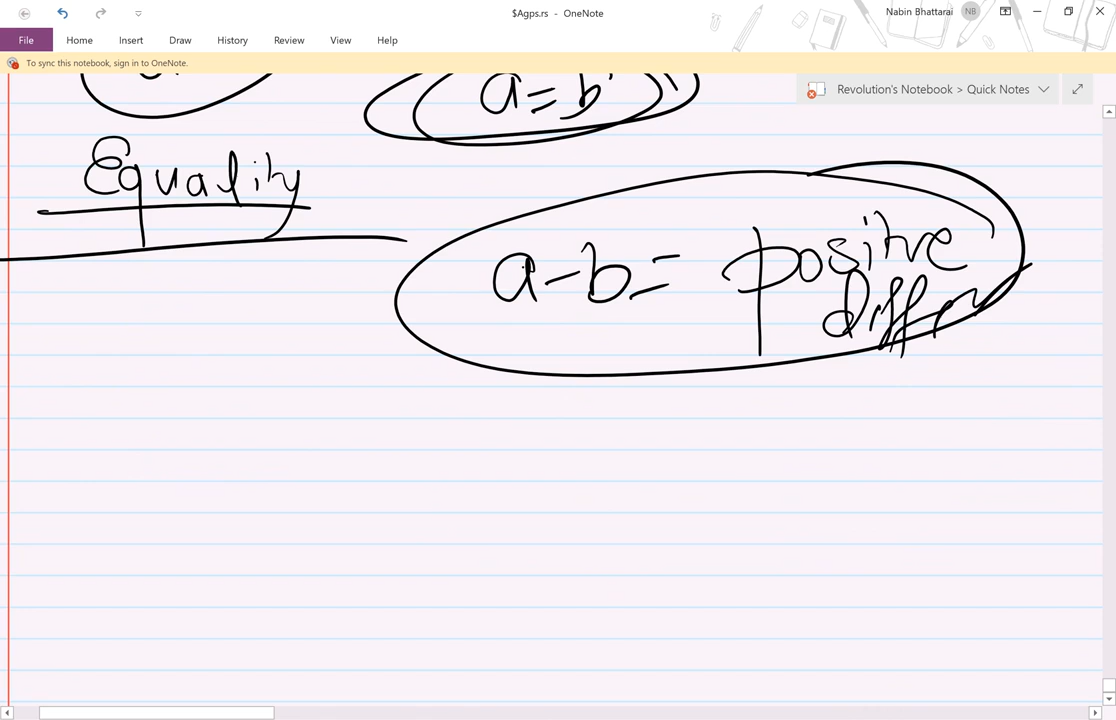 $Agps.rs - OneNote
Nabin Bhattarai NB
File Home Insert Draw History Review View Help
To sync this notebook, sign in to OneNote.
Revolution's Notebook > Quick Notes
a = b
Equality
a - b = positive